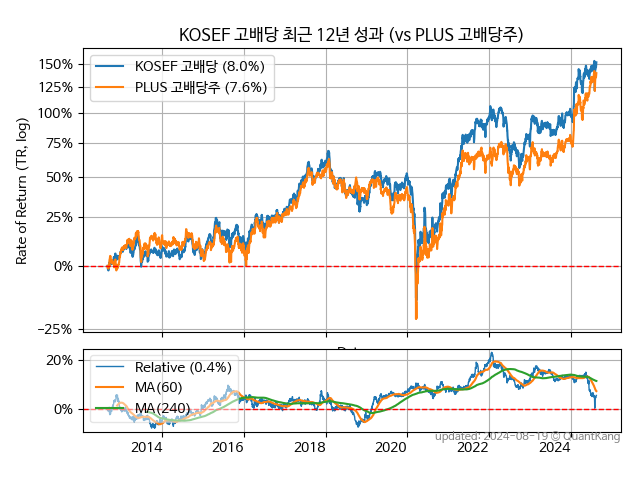 KOSEF 고배당 최근 12년 성과 (vs PLUS 고배당주)
Rate of Return (TR, log)
150%
125%
100%
75%
50%
25%
0%
−25%
KOSEF 고배당 (8.0%)
PLUS 고배당주 (7.6%)
20%
0%
Relative (0.4%)
MA(60)
MA(240)
2014 2016 2018 2020 2022 2024
updated: 2024-08-19 © QuantKang